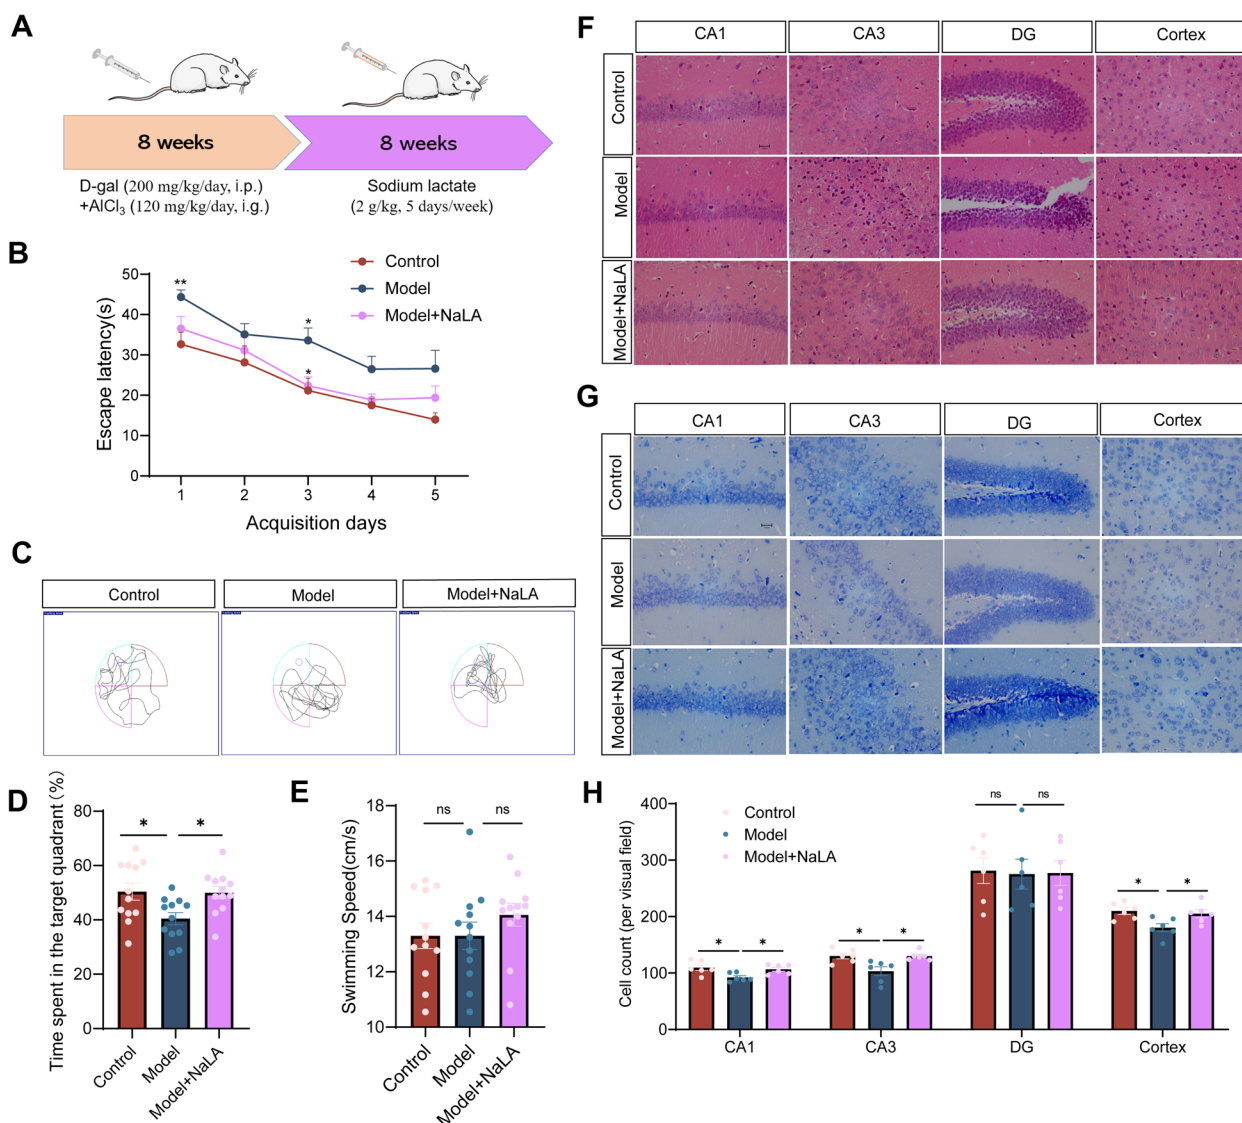 A
8 weeks
8 weeks
D-gal (200 mg/kg/day, i.p.)
+AlCl₃ (120 mg/kg/day, i.g.)
Sodium lactate
(2 g/kg, 5 days/week)
B
Control
Model
Model+NaLA
Escape latency(s)
50
40
30
20
10
0
**
*
*
1
2
3
4
5
Acquisition days
C
Control
Model
Model+NaLA
D
Time spent in the target quadrant (%)
80
60
40
20
0
*
*
Control
Model
Model+NaLA
E
Swimming Speed(cm/s)
18
16
14
12
10
ns
ns
Control
Model
Model+NaLA
F
CA1
CA3
DG
Cortex
Control
Model
Model+NaLA
G
CA1
CA3
DG
Cortex
Control
Model
Model+NaLA
H
Cell count (per visual field)
400
300
200
100
0
Control
Model
Model+NaLA
*
*
*
*
ns
ns
*
*
CA1
CA3
DG
Cortex